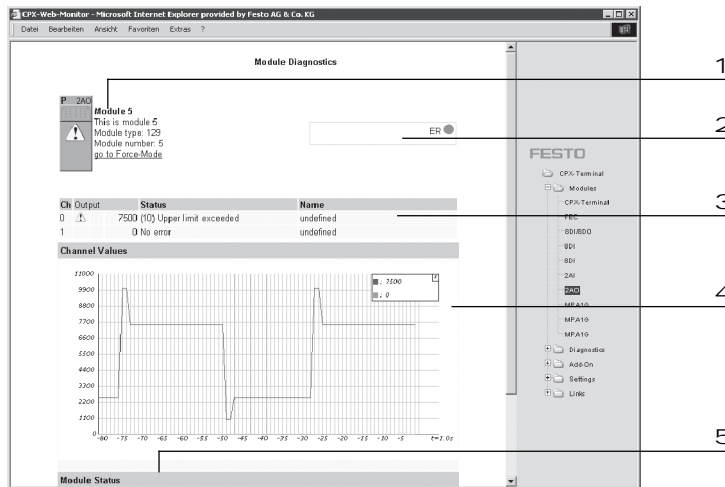 CPX-Web-Monitor - Microsoft Internet Explorer provided by Festo AG & Co. KG
Datei Bearbeiten Ansicht Favoriten Extras ?
Module Diagnostics
1
P 2AO
Module 5
This is module 5
Module type: 129
Module number: 5
go to Force-Mode
ER
2
FESTO
CPX-Terminal
Modules
CPX-Terminal
FEC
8DI/8DO
8DI
8DI
2AI
2AO
MPA1G
MPA1G
MPA1G
Diagnostics
Add-On
Settings
Links
Ch Output Status Name
0 7500 (10) Upper limit exceeded undefined
1 0 No error undefined
3
Channel Values
11000
9900
8800
7700
6600
5500
4400
3300
2200
1100
0
: 7500
: 0
4
-80 -75 -70 -65 -60 -55 -50 -45 -40 -35 -30 -25 -20 -15 -10 -5 t=1.0s
5
Module Status